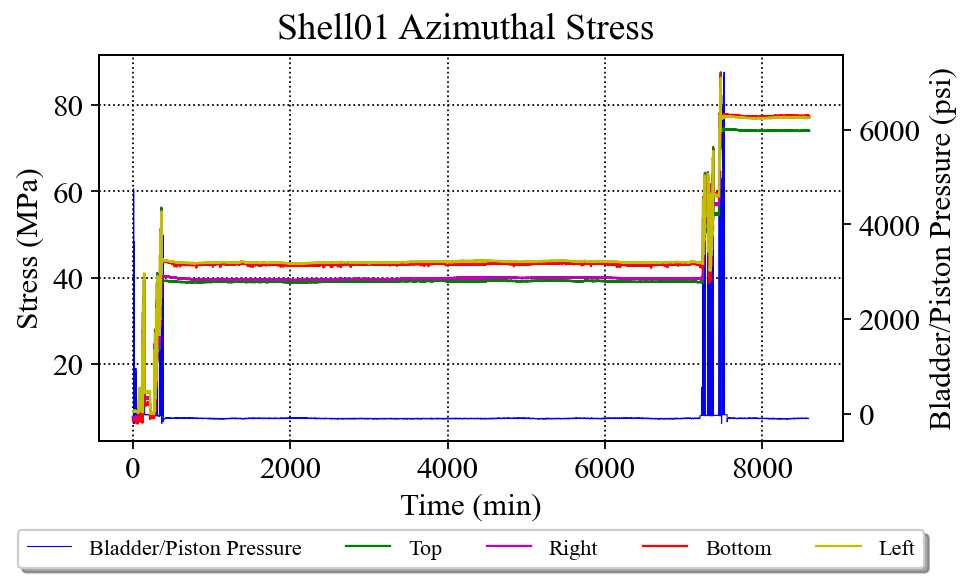 Shell01 Azimuthal Stress
Stress (MPa)
80
60
40
20
Bladder/Piston Pressure (psi)
6000
4000
2000
0
0 2000 4000 6000 8000
Time (min)
Bladder/Piston Pressure Top Right Bottom Left